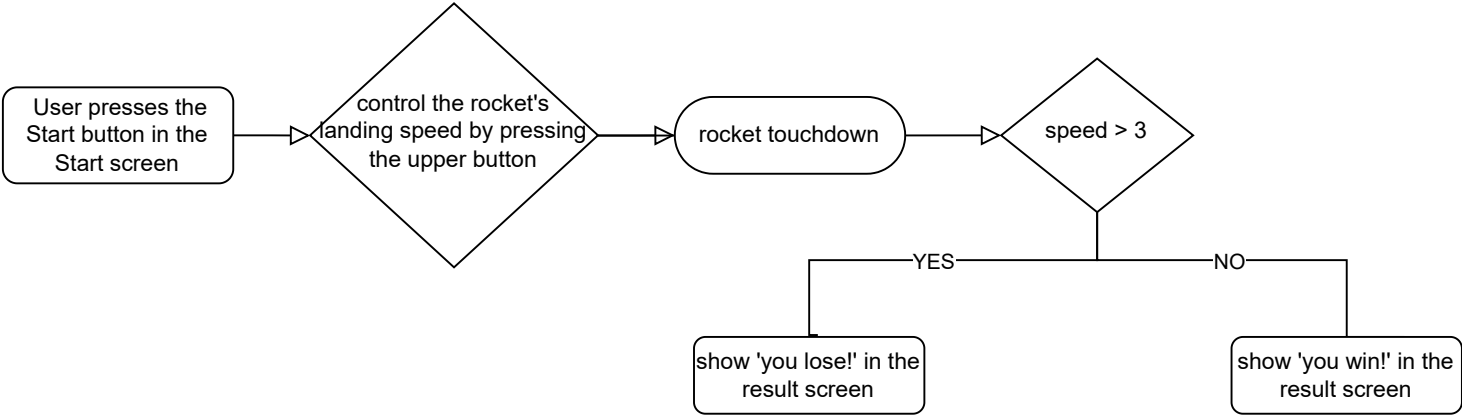 User presses the
Start button in the
Start screen
control the rocket's
landing speed by pressing
the upper button
rocket touchdown
speed > 3
YES
NO
show 'you lose!' in the
result screen
show 'you win!' in the
result screen